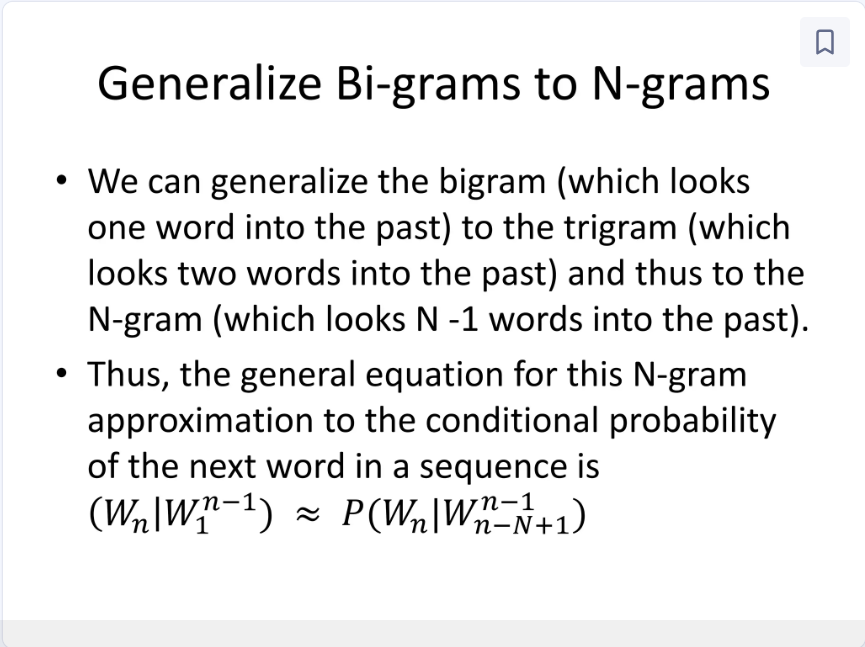 Generalize Bi-grams to N-grams
• We can generalize the bigram (which looks
one word into the past) to the trigram (which
looks two words into the past) and thus to the
N-gram (which looks N -1 words into the past).
• Thus, the general equation for this N-gram
approximation to the conditional probability
of the next word in a sequence is
(W_n|W_1^{n−1}) ≈ P(W_n|W_{n−N+1}^{n−1})